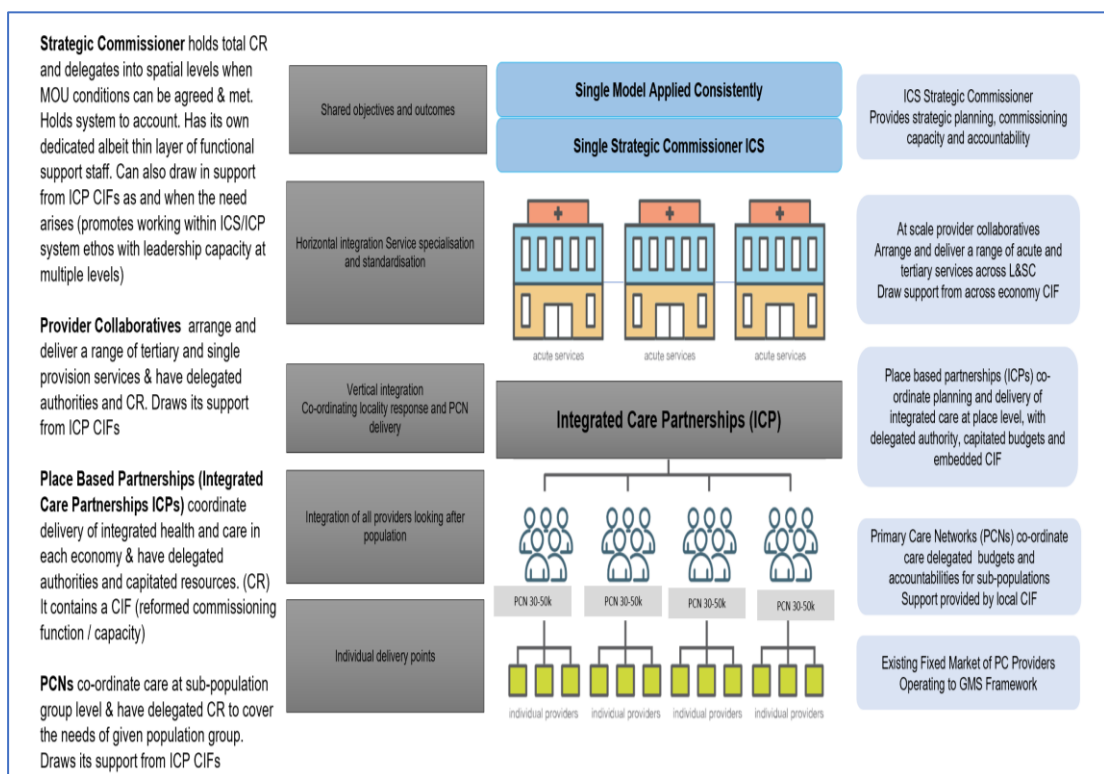 Strategic Commissioner holds total CR
and delegates into spatial levels when
MOU conditions can be agreed & met.
Holds system to account. Has its own
dedicated albeit thin layer of functional
support staff. Can also draw in support
from ICP CIFs as and when the need
arises (promotes working within ICS/ICP
system ethos with leadership capacity at
multiple levels)
Provider Collaboratives arrange and
deliver a range of tertiary and single
provision services & have delegated
authorities and CR. Draws its support
from ICP CIFs
Place Based Partnerships (Integrated
Care Partnerships ICPs) coordinate
delivery of integrated health and care in
each economy & have delegated
authorities and capitated resources. (CR)
It contains a CIF (reformed commissioning
function / capacity)
PCNs co-ordinate care at sub-population
group level & have delegated CR to cover
the needs of given population group.
Draws its support from ICP CIFs
Shared objectives and outcomes
Single Model Applied Consistently
Single Strategic Commissioner ICS
ICS Strategic Commissioner
Provides strategic planning, commissioning
capacity and accountability
Horizontal integration Service specialisation
and standardisation
acute services
acute services
acute services
At scale provider collaboratives
Arrange and deliver a range of acute and
tertiary services across L&SC
Draw support from across economy CIF
Vertical integration
Co-ordinating locality response and PCN
delivery
Integrated Care Partnerships (ICP)
Place based partnerships (ICPs) co-
ordinate planning and delivery of
integrated care at place level, with
delegated authority, capitated budgets and
embedded CIF
Integration of all providers looking after
population
PCN 30-50k
PCN 30-50k
PCN 30-50k
PCN 30-50k
Primary Care Networks (PCNs) co-ordinate
care delegated budgets and
accountabilities for sub-populations
Support provided by local CIF
Individual delivery points
individual providers
individual providers
individual providers
individual providers
Existing Fixed Market of PC Providers
Operating to GMS Framework